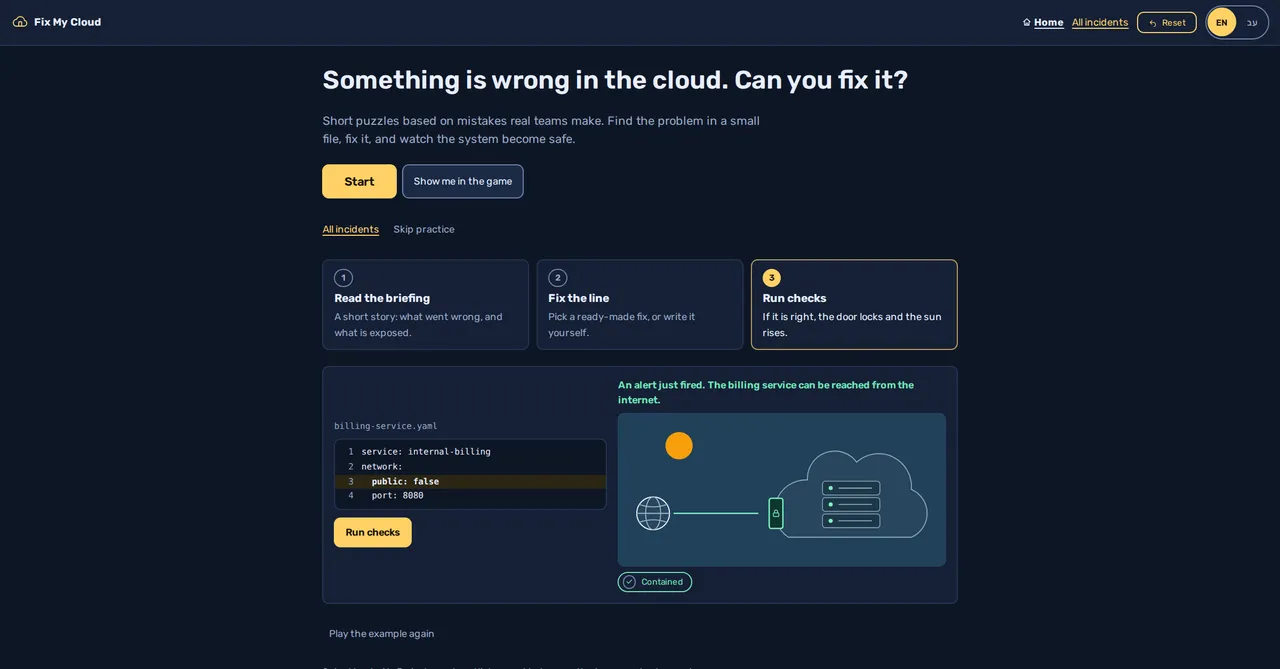 Fix My Cloud
Home
All incidents
Reset
EN
עב
Something is wrong in the cloud. Can you fix it?
Short puzzles based on mistakes real teams make. Find the problem in a small
file, fix it, and watch the system become safe.
Start
Show me in the game
All incidents
Skip practice
1
Read the briefing
A short story: what went wrong, and
what is exposed.
2
Fix the line
Pick a ready-made fix, or write it
yourself.
3
Run checks
If it is right, the door locks and the sun
rises.
billing-service.yaml
1 service: internal-billing
2 network:
3 public: false
4 port: 8080
Run checks
An alert just fired. The billing service can be reached from the
internet.
Contained
Play the example again